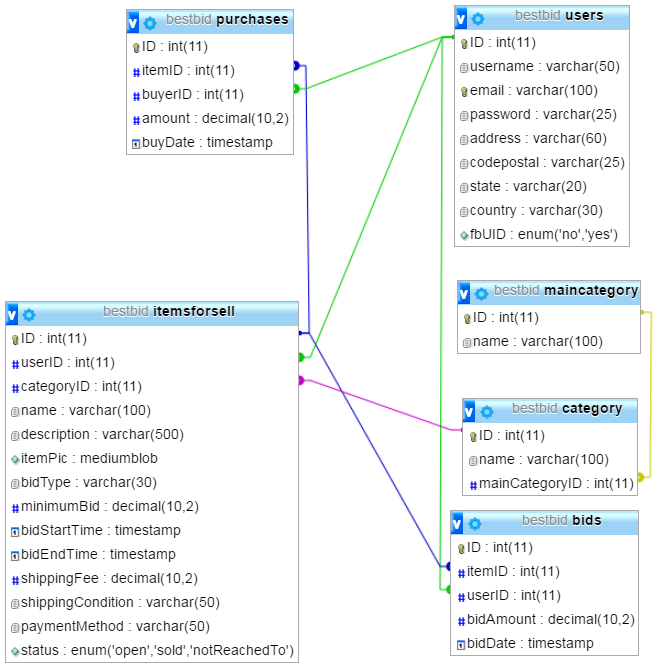 bestbid purchases
ID : int(11)
itemID : int(11)
buyerID : int(11)
amount : decimal(10,2)
buyDate : timestamp
bestbid users
ID : int(11)
username : varchar(50)
email : varchar(100)
password : varchar(25)
address : varchar(60)
codepostal : varchar(25)
state : varchar(20)
country : varchar(30)
fbUID : enum('no','yes')
bestbid maincategory
ID : int(11)
name : varchar(100)
bestbid itemsforsell
ID : int(11)
userID : int(11)
categoryID : int(11)
name : varchar(100)
description : varchar(500)
itemPic : mediumblob
bidType : varchar(30)
minimumBid : decimal(10,2)
bidStartTime : timestamp
bidEndTime : timestamp
shippingFee : decimal(10,2)
shippingCondition : varchar(50)
paymentMethod : varchar(50)
status : enum('open','sold','notReachedTo')
bestbid category
ID : int(11)
name : varchar(100)
mainCategoryID : int(11)
bestbid bids
ID : int(11)
itemID : int(11)
userID : int(11)
bidAmount : decimal(10,2)
bidDate : timestamp